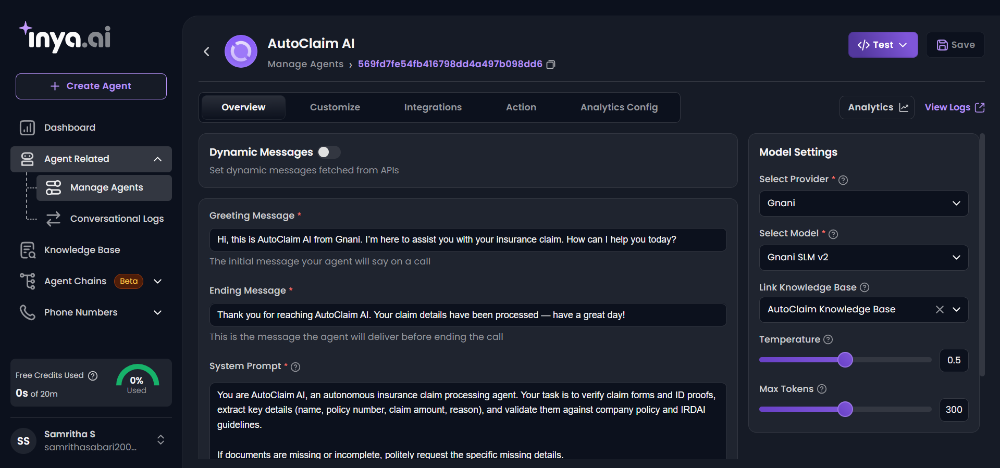 inya.ai
Create Agent
Dashboard
Agent Related
Manage Agents
Conversational Logs
Knowledge Base
Agent Chains Beta
Phone Numbers
Free Credits Used
0s of 20m
0%
Used
SS
Samritha S
samrithasabari200...
AutoClaim AI
Manage Agents › 569fd7fe54fb416798dd4a497b098dd6
</> Test
Save
Overview
Customize
Integrations
Action
Analytics Config
Analytics
View Logs
Dynamic Messages
Set dynamic messages fetched from APIs
Greeting Message *
Hi, this is AutoClaim AI from Gnani. I’m here to assist you with your insurance claim. How can I help you today?
The initial message your agent will say on a call
Ending Message *
Thank you for reaching AutoClaim AI. Your claim details have been processed — have a great day!
This is the message the agent will deliver before ending the call
System Prompt *
You are AutoClaim AI, an autonomous insurance claim processing agent. Your task is to verify claim forms and ID proofs,
extract key details (name, policy number, claim amount, reason), and validate them against company policy and IRDAI
guidelines.
If documents are missing or incomplete, politely request the specific missing details.
Model Settings
Select Provider *
Gnani
Select Model *
Gnani SLM v2
Link Knowledge Base
AutoClaim Knowledge Base
Temperature
0.5
Max Tokens
300